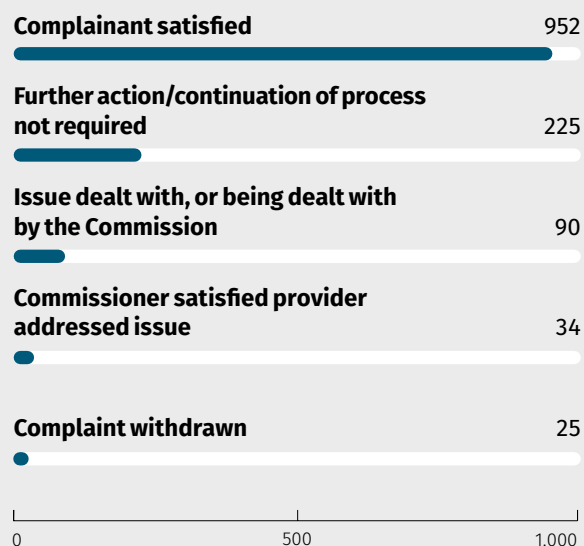 Complainant satisfied 952
Further action/continuation of process
not required 225
Issue dealt with, or being dealt with
by the Commission 90
Commissioner satisfied provider
addressed issue 34
Complaint withdrawn 25
0 500 1,000